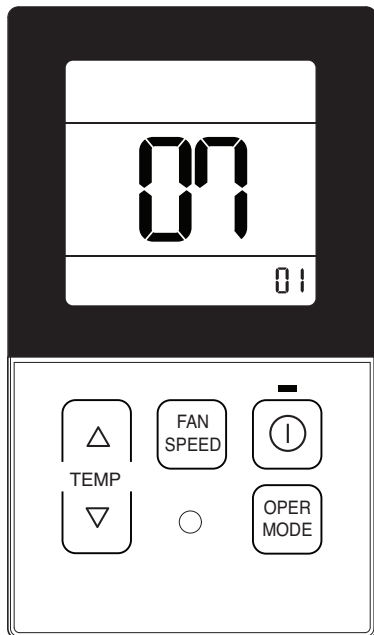 07
01
FAN
SPEED
TEMP
OPER
MODE